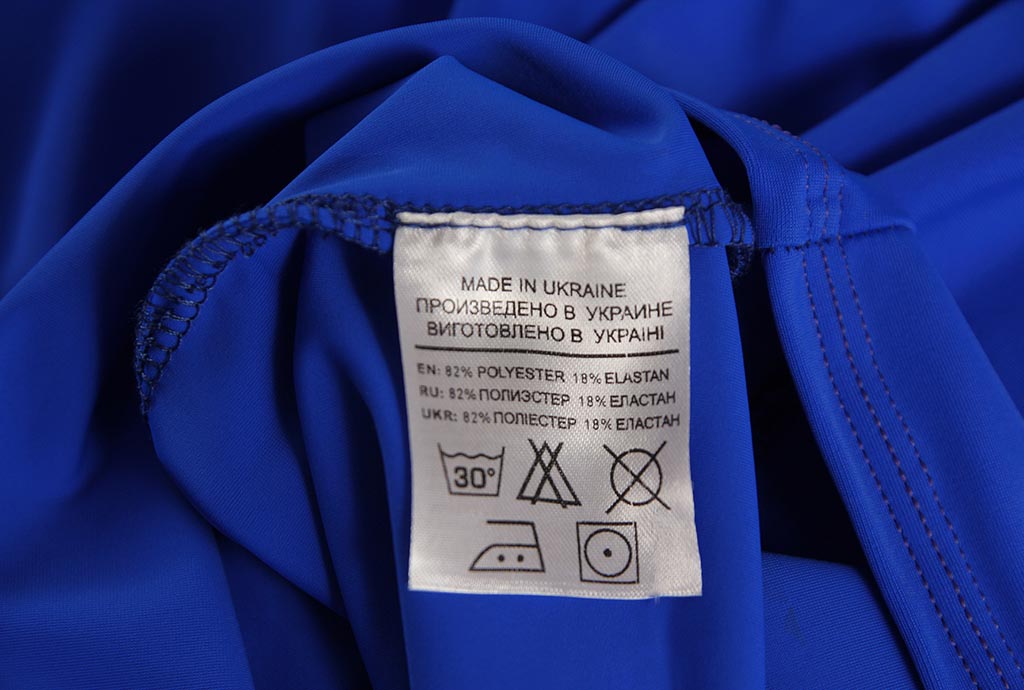 MADE IN UKRAINE
ПРОИЗВЕДЕНО В УКРАИНЕ
ВИГОТОВЛЕНО В УКРАІНІ
EN: 82% POLYESTER 18% ELASTAN
RU: 82% ПОЛИЭСТЕР 18% ЕЛАСТАН
UKR: 82% ПОЛІЕСТЕР 18% ЕЛАСТАН
30°